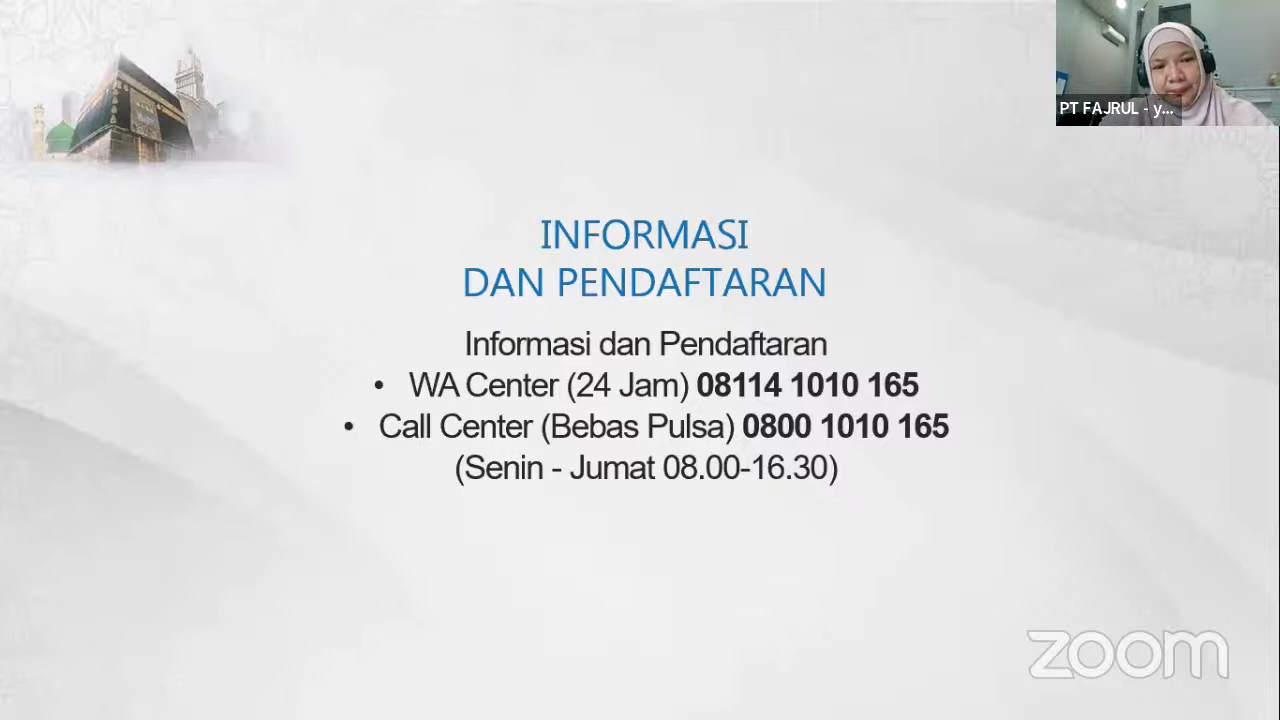 PT FAJRUL - y...
INFORMASI
DAN PENDAFTARAN
Informasi dan Pendaftaran
• WA Center (24 Jam) 08114 1010 165
• Call Center (Bebas Pulsa) 0800 1010 165
(Senin - Jumat 08.00-16.30)
zoom